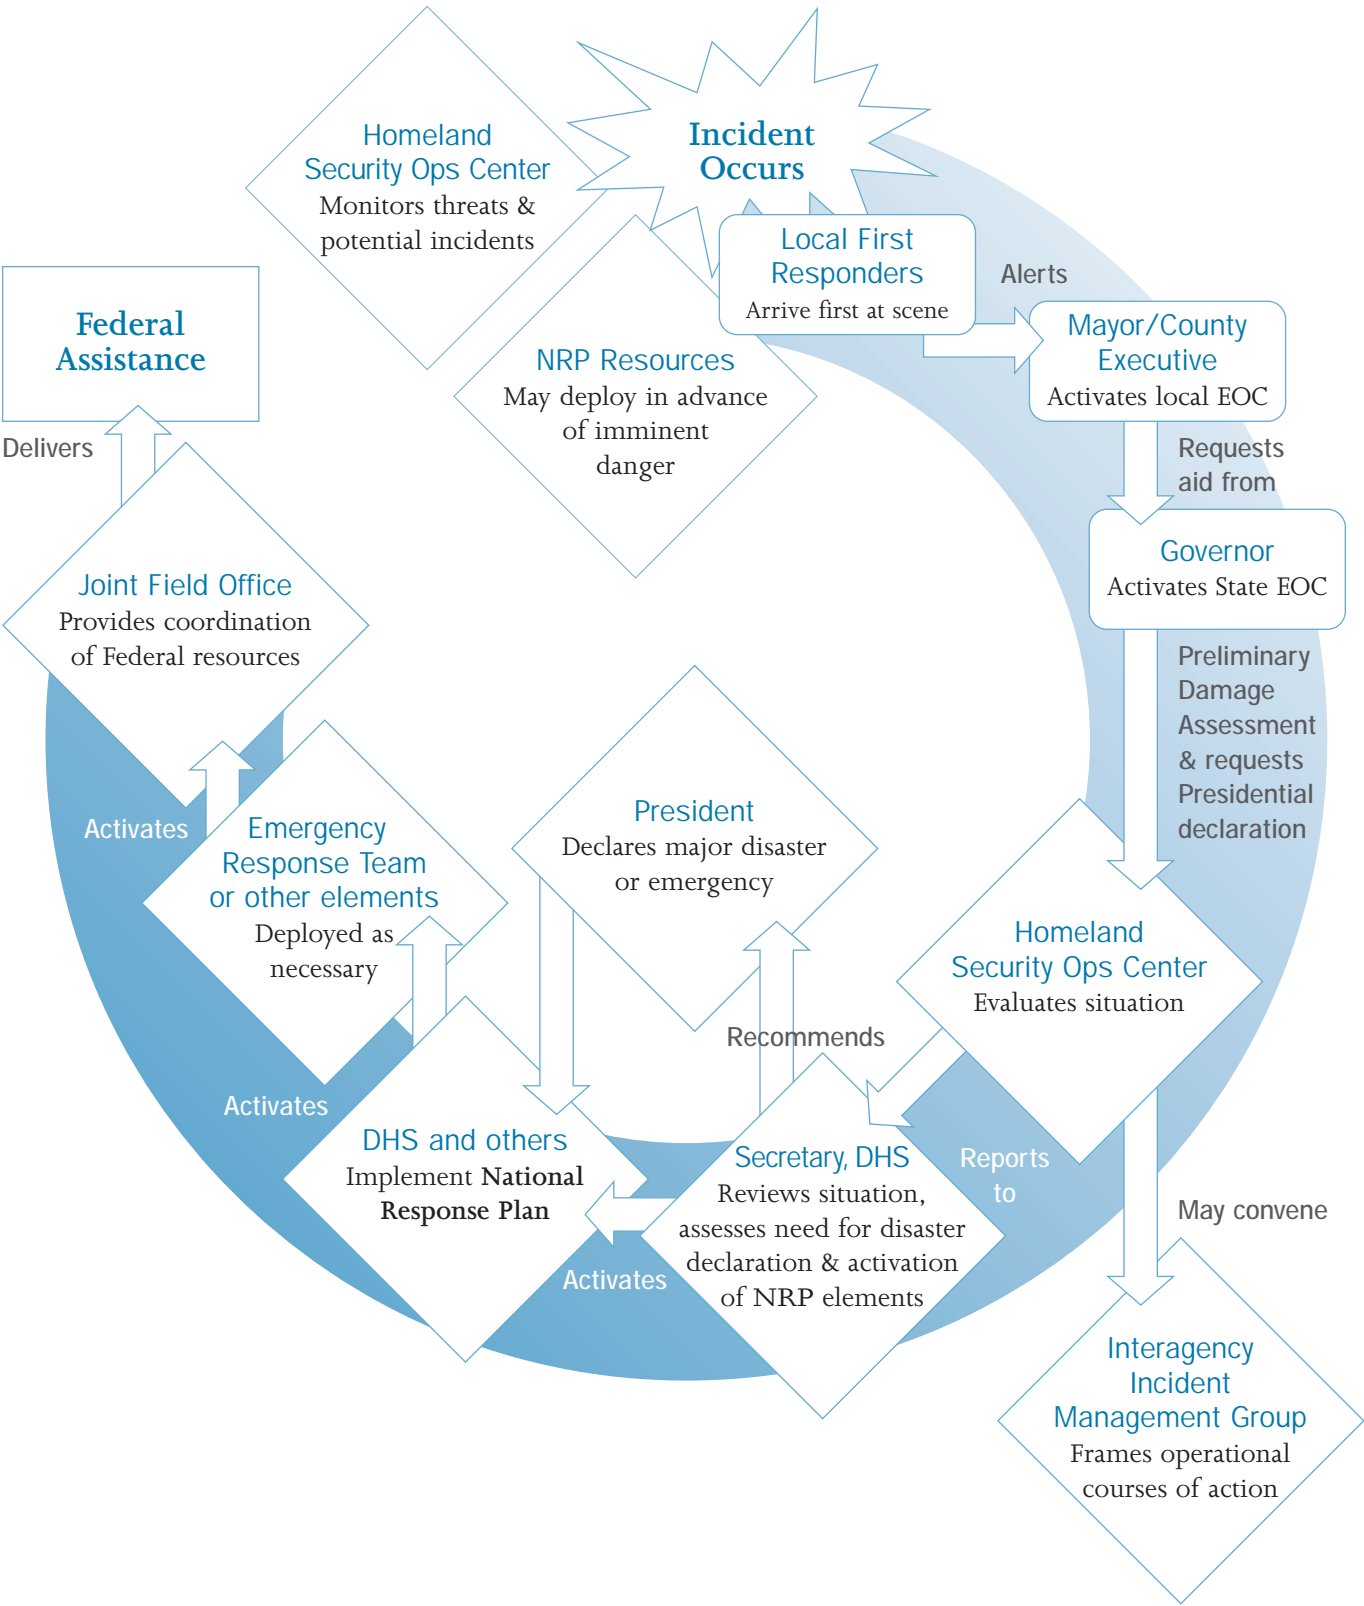 Homeland
Security Ops Center
Monitors threats &
potential incidents
Incident
Occurs
Local First
Responders
Arrive first at scene
Alerts
Mayor/County
Executive
Activates local EOC
Federal
Assistance
NRP Resources
May deploy in advance
of imminent
danger
Delivers
Requests
aid from
Governor
Activates State EOC
Joint Field Office
Provides coordination
of Federal resources
Preliminary
Damage
Assessment
& requests
Presidential
declaration
Activates
Emergency
Response Team
or other elements
Deployed as
necessary
President
Declares major disaster
or emergency
Homeland
Security Ops Center
Evaluates situation
Recommends
Activates
DHS and others
Implement National
Response Plan
Secretary, DHS
Reviews situation,
assesses need for disaster
declaration & activation
of NRP elements
Reports
to
May convene
Activates
Interagency
Incident
Management Group
Frames operational
courses of action